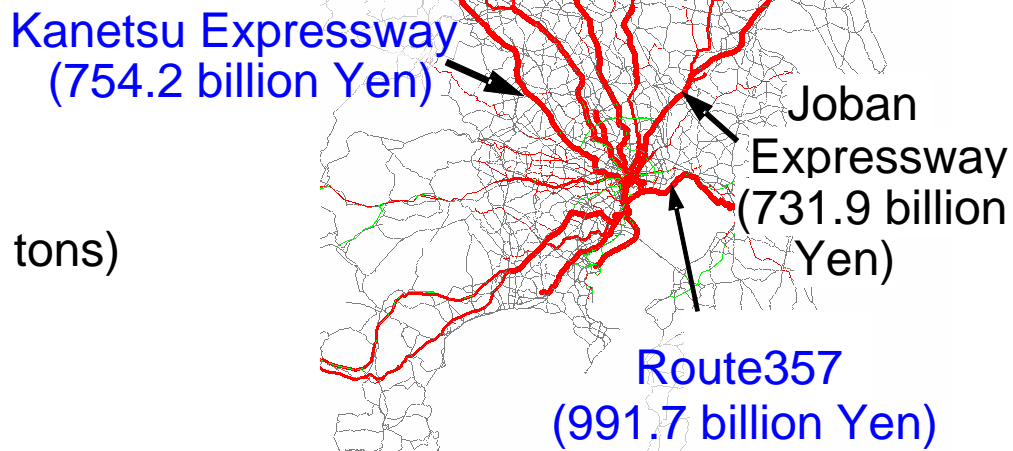 Kanetsu Expressway
(754.2 billion Yen)
Joban
Expressway
(731.9 billion
Yen)
tons)
Route357
(991.7 billion Yen)